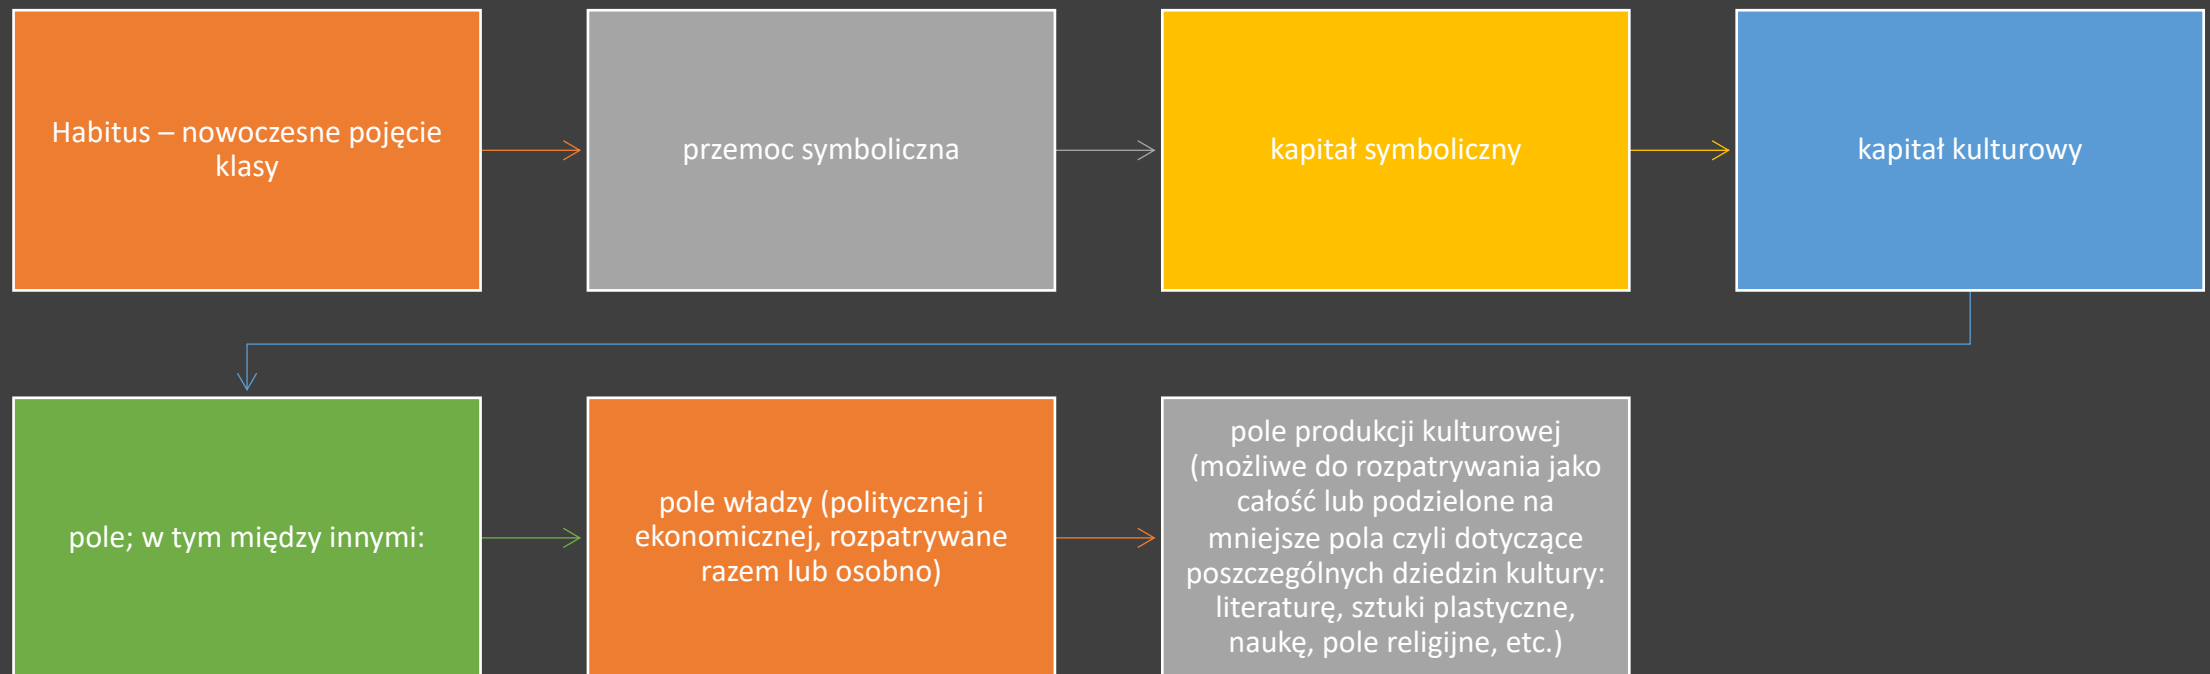 Habitus – nowoczesne pojęcie
klasy
przemoc symboliczna
kapitał symboliczny
kapitał kulturowy
pole; w tym między innymi:
pole władzy (politycznej i
ekonomicznej, rozpatrywane
razem lub osobno)
pole produkcji kulturowej
(możliwe do rozpatrywania jako
całość lub podzielone na
mniejsze pola czyli dotyczące
poszczególnych dziedzin kultury:
literaturę, sztuki plastyczne,
naukę, pole religijne, etc.)